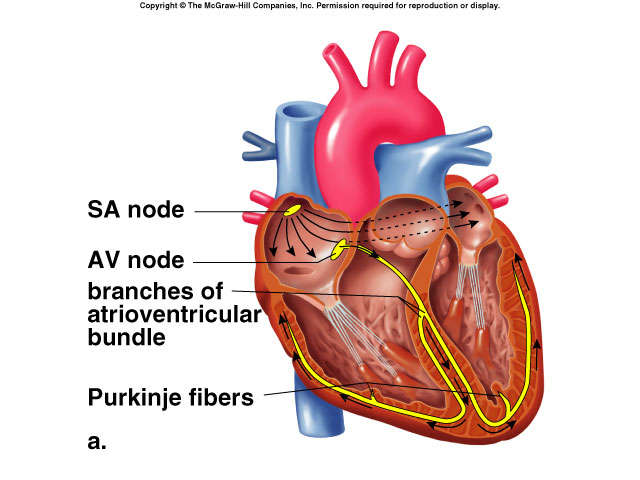 Copyright © The McGraw-Hill Companies, Inc. Permission required for reproduction or display.
SA node
AV node
branches of
atrioventricular
bundle
Purkinje fibers
a.